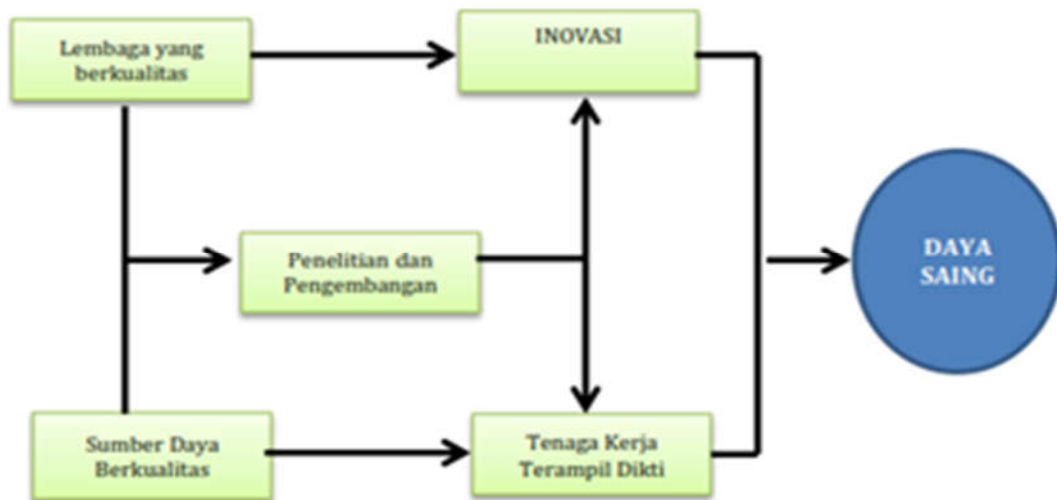 Lembaga yang
berkualitas
INOVASI
Penelitian dan
Pengembangan
DAYA
SAING
Sumber Daya
Berkualitas
Tenaga Kerja
Terampil Dikti